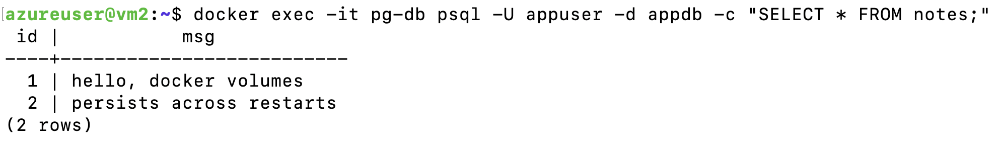 [azureuser@vm2:~$ docker exec -it pg-db psql -U appuser -d appdb -c "SELECT * FROM notes;"
 id |            msg
----+--------------------------
  1 | hello, docker volumes
  2 | persists across restarts
(2 rows)